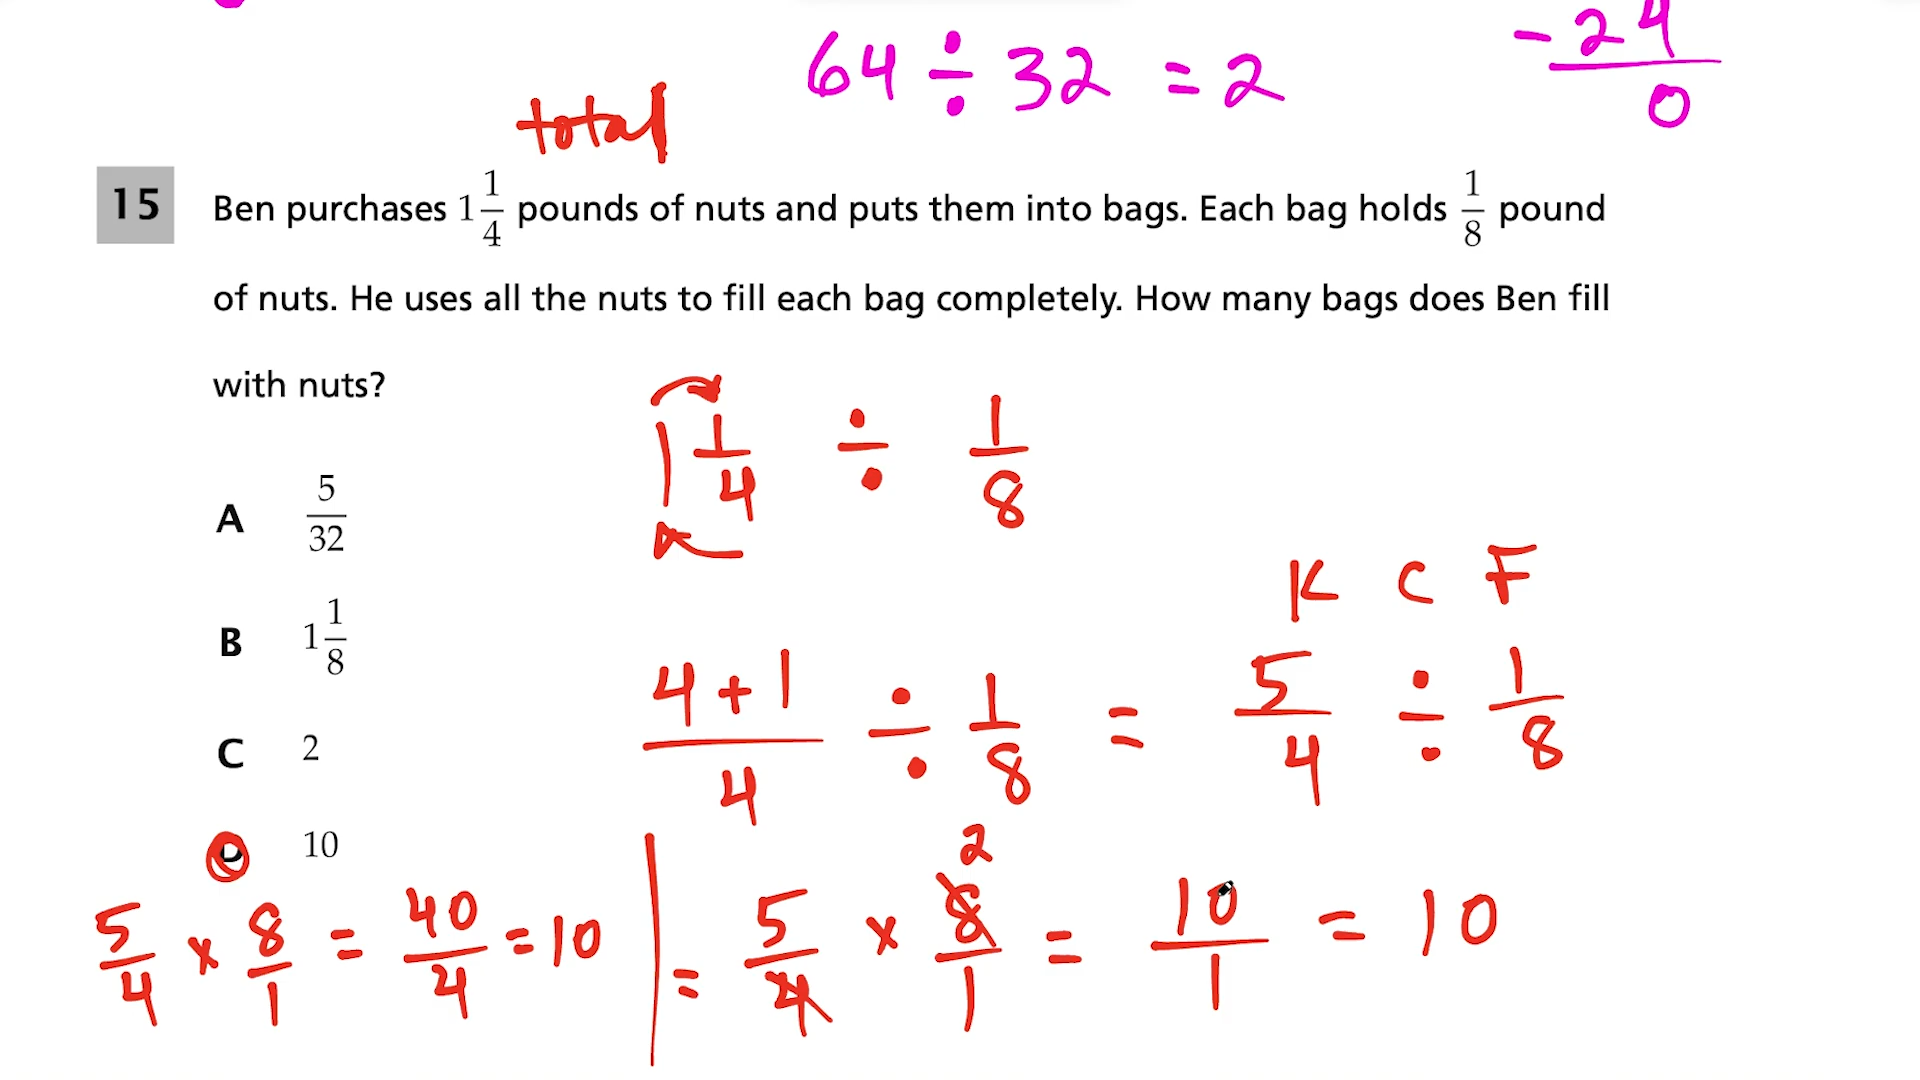 64 ÷ 32 = 2
- 24
0
total
15 Ben purchases 1 1/4 pounds of nuts and puts them into bags. Each bag holds 1/8 pound
of nuts. He uses all the nuts to fill each bag completely. How many bags does Ben fill
with nuts?
1 1/4 ÷ 1/8
A 5/32
K C F
B 1 1/8
4+1/4 ÷ 1/8 = 5/4 ÷ 1/8
C 2
D 10
2
5/4 x 8/1 = 40/4 = 10 | = 5/4 x 8/1 = 10/1 = 10